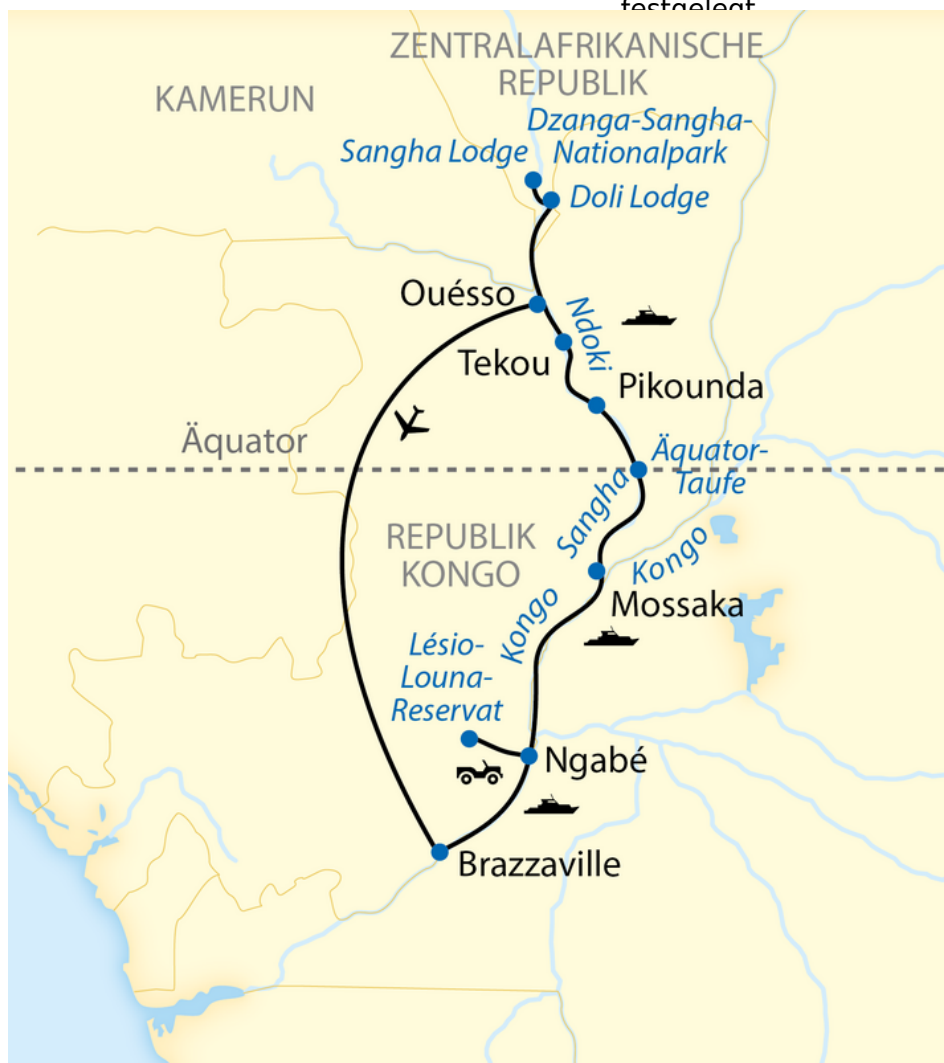 festgelegt
ZENTRALAFRIKANISCHE
REPUBLIK
KAMERUN
Dzanga-Sangha-
Nationalpark
Sangha Lodge
Doli Lodge
Ouésso
Ndoki
Tekou
Pikounda
Äquator
Äquator-
Taufe
Sangha
REPUBLIK
KONGO
Kongo
Mossaka
Kongo
Lésio-
Louna-
Reservat
Ngabé
Brazzaville